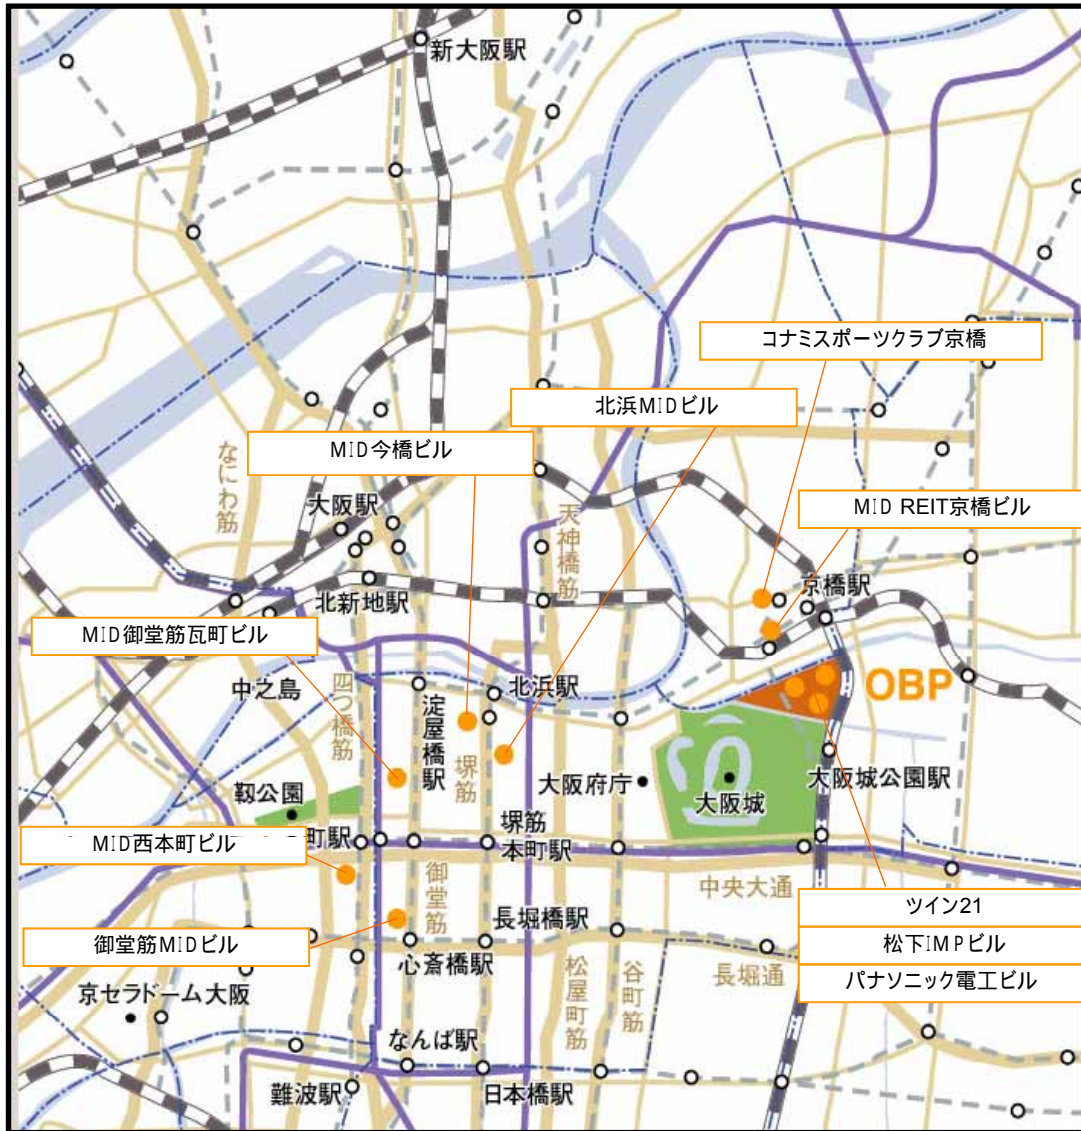 新大阪駅
コナミスポーツクラブ京橋
北浜MIDビル
MID今橋ビル
なにわ筋
大阪駅
天神橋筋
MID REIT京橋ビル
京橋駅
北新地駅
MID御堂筋瓦町ビル
中之島
四つ橋筋
淀屋橋駅
北浜駅
OBP
堺筋
大阪府庁
大阪城
大阪城公園駅
靱公園
堺筋
本町駅
町駅
MID西本町ビル
御堂筋
中央大通
ツイン21
松下IMPビル
パナソニック電工ビル
長堀橋駅
御堂筋MIDビル
心斎橋駅
松屋町筋
谷町筋
長堀通
京セラドーム大阪
なんば駅
難波駅
日本橋駅